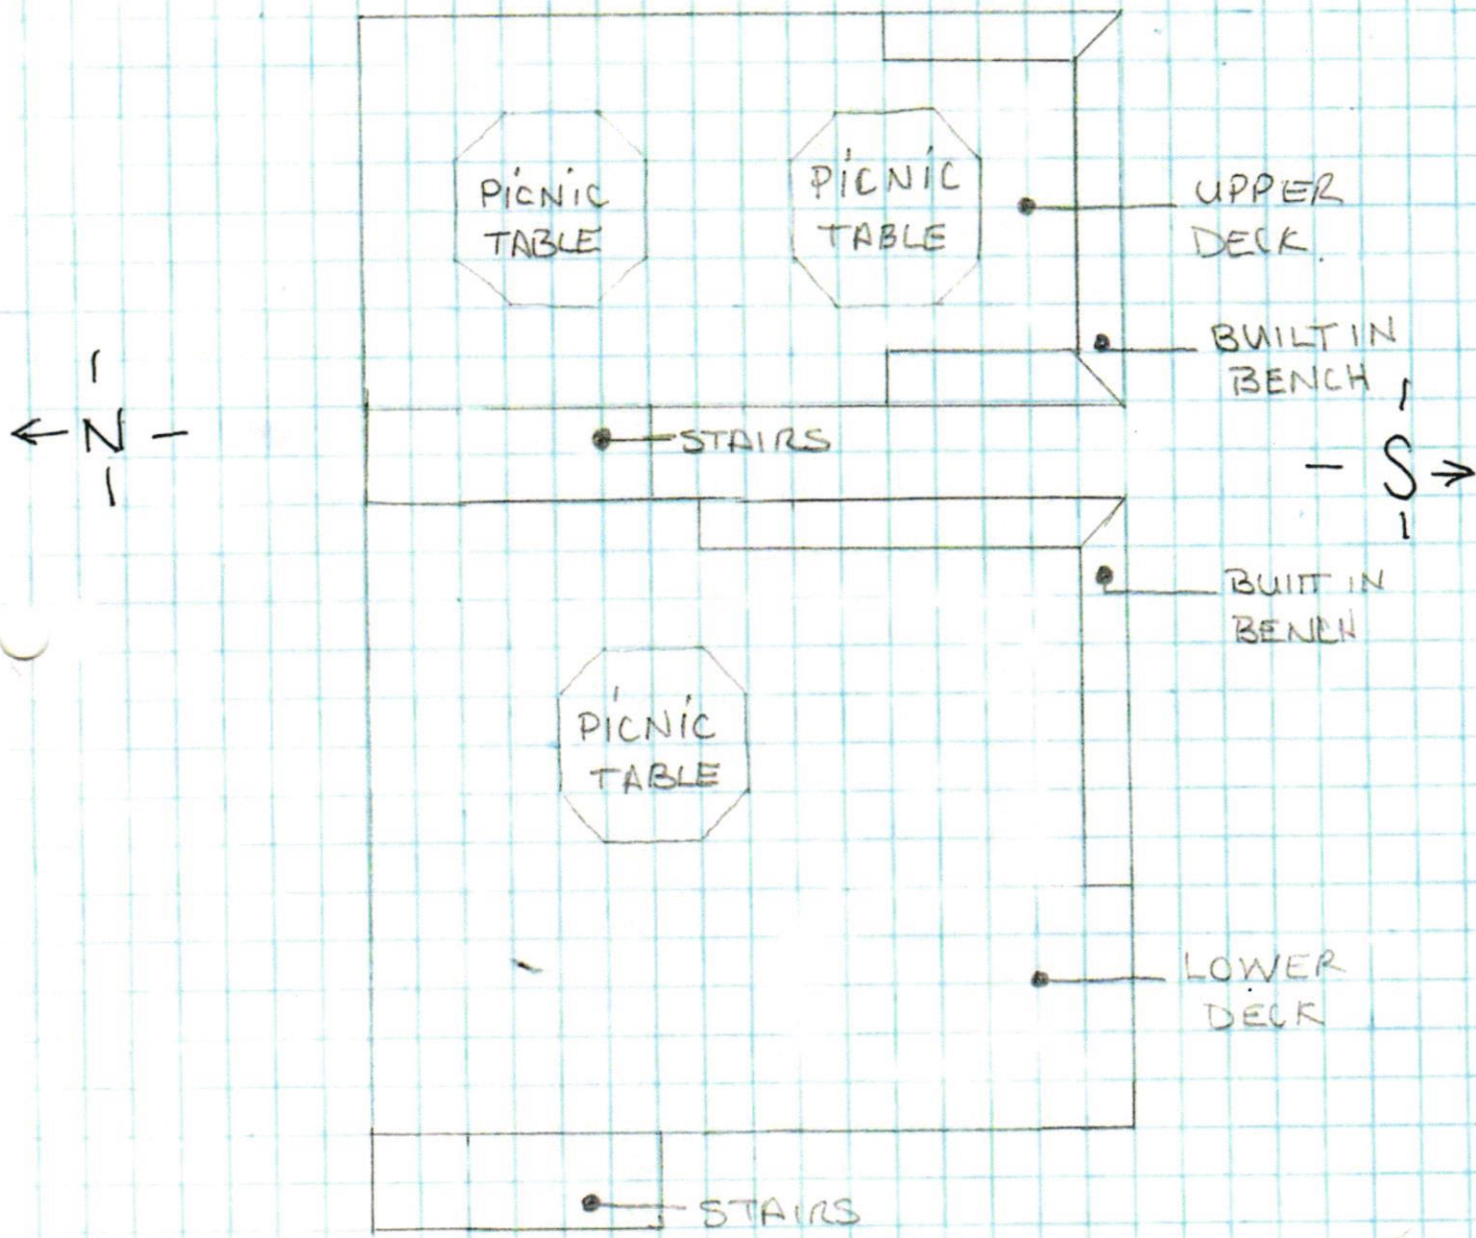 PICNIC
TABLE
PICNIC
TABLE
UPPER
DECK.
BUILT IN
BENCH
← N –
STAIRS
– S →
BUILT IN
BENCH
PICNIC
TABLE
LOWER
DECK
STAIRS